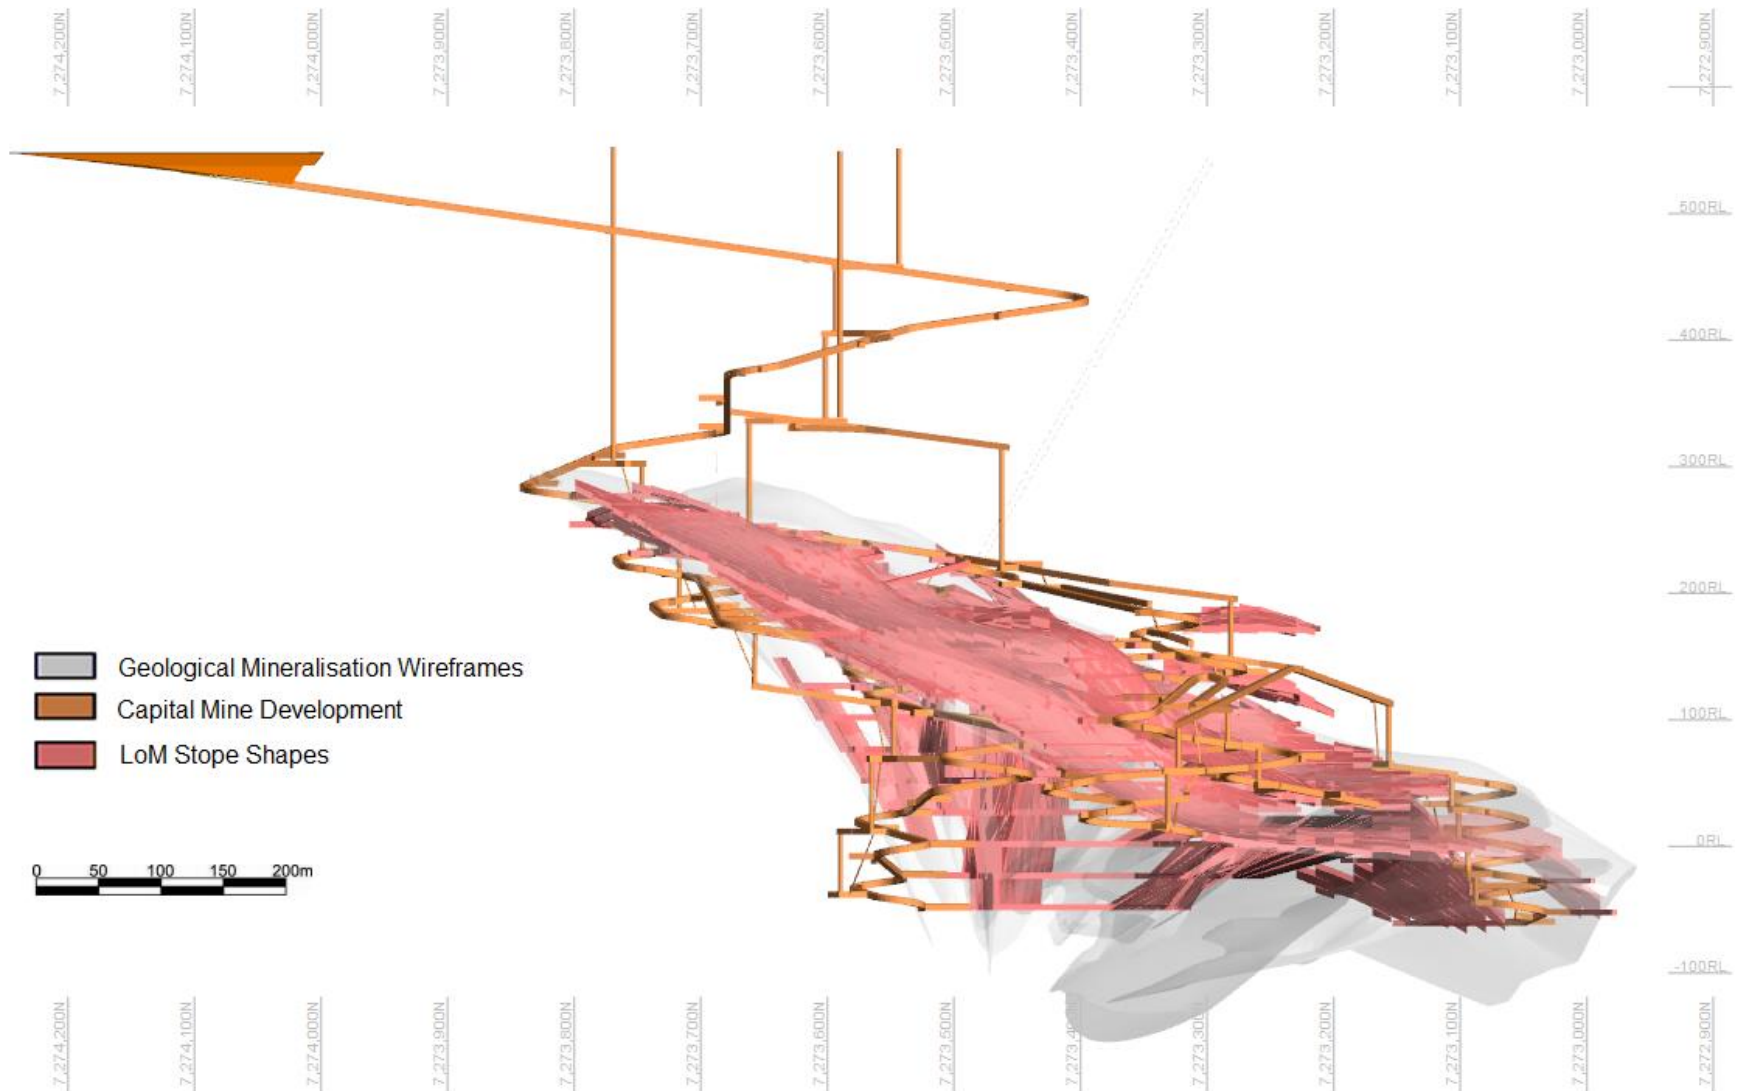 7,274,200N
7,274,100N
7,274,000N
7,273,900N
7,273,800N
7,273,700N
7,273,600N
7,273,500N
7,273,400N
7,273,300N
7,273,200N
7,273,100N
7,273,000N
7,272,900N
500RL
400RL
300RL
200RL
Geological Mineralisation Wireframes
Capital Mine Development
100RL
LoM Stope Shapes
0RL
0 50 100 150 200m
-100RL
7,274,200N
7,274,100N
7,274,000N
7,273,900N
7,273,800N
7,273,700N
7,273,600N
7,273,500N
7,273,400N
7,273,300N
7,273,200N
7,273,100N
7,273,000N
7,272,900N